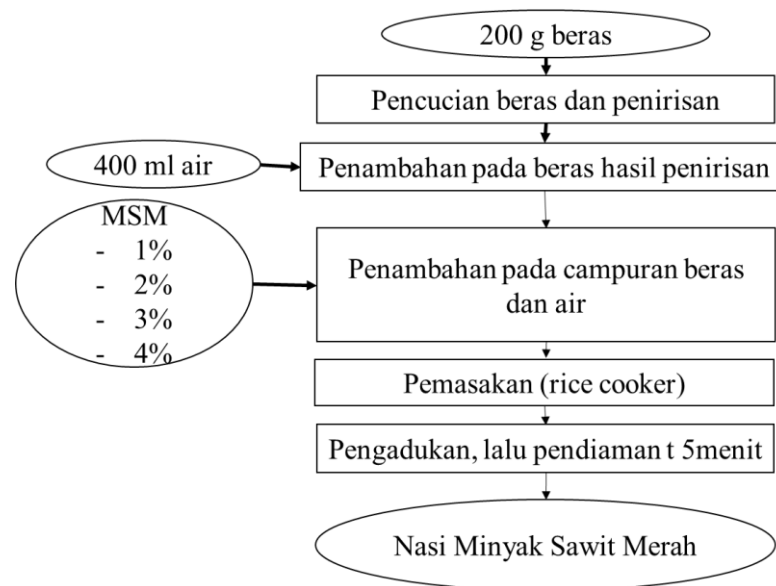 200 g beras
Pencucian beras dan penirisan
400 ml air
Penambahan pada beras hasil penirisan
MSM
- 1%
- 2%
- 3%
- 4%
Penambahan pada campuran beras
dan air
Pemasakan (rice cooker)
Pengadukan, lalu pendiaman t 5menit
Nasi Minyak Sawit Merah